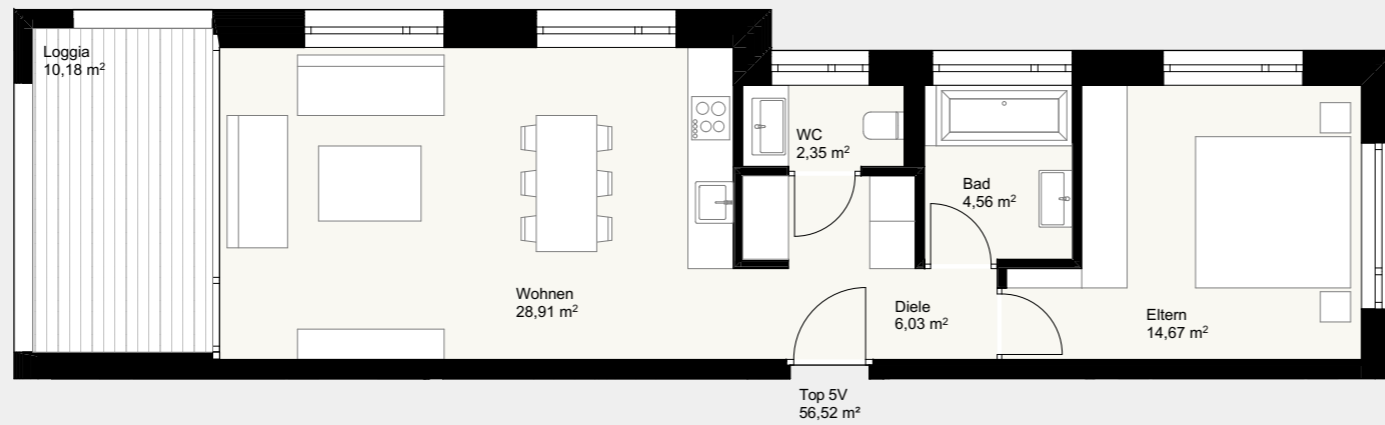 Loggia
10,18 m²
WC
2,35 m²
Bad
4,56 m²
Wohnen
28,91 m²
Diele
6,03 m²
Eltern
14,67 m²
Top 5V
56,52 m²